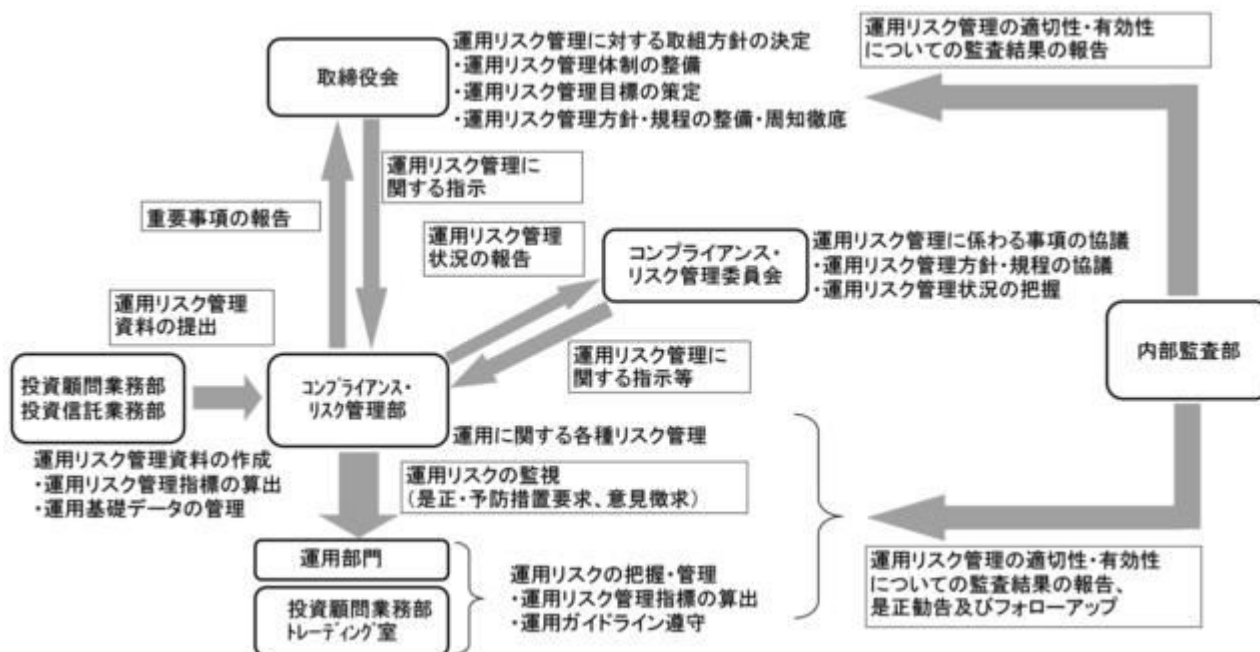 運用リスク管理に対する取組方針の決定
・運用リスク管理体制の整備
・運用リスク管理目標の策定
・運用リスク管理方針・規程の整備・周知徹底
取締役会
運用リスク管理の適切性・有効性
についての監査結果の報告
運用リスク管理に
関する指示
重要事項の報告
運用リスク管理
状況の報告
コンプライアンス・
リスク管理委員会
運用リスク管理に係わる事項の協議
・運用リスク管理方針・規程の協議
・運用リスク管理状況の把握
運用リスク管理
資料の提出
運用リスク管理に
関する指示等
内部監査部
投資顧問業務部
投資信託業務部
コンプライアンス・
リスク管理部
運用に関する各種リスク管理
運用リスク管理資料の作成
・運用リスク管理指標の算出
・運用基礎データの管理
運用リスクの監視
(是正・予防措置要求、意見徴求)
運用部門
投資顧問業務部
トレーディング室
運用リスクの把握・管理
・運用リスク管理指標の算出
・運用ガイドライン遵守
運用リスク管理の適切性・有効性
についての監査結果の報告、
是正勧告及びフォローアップ